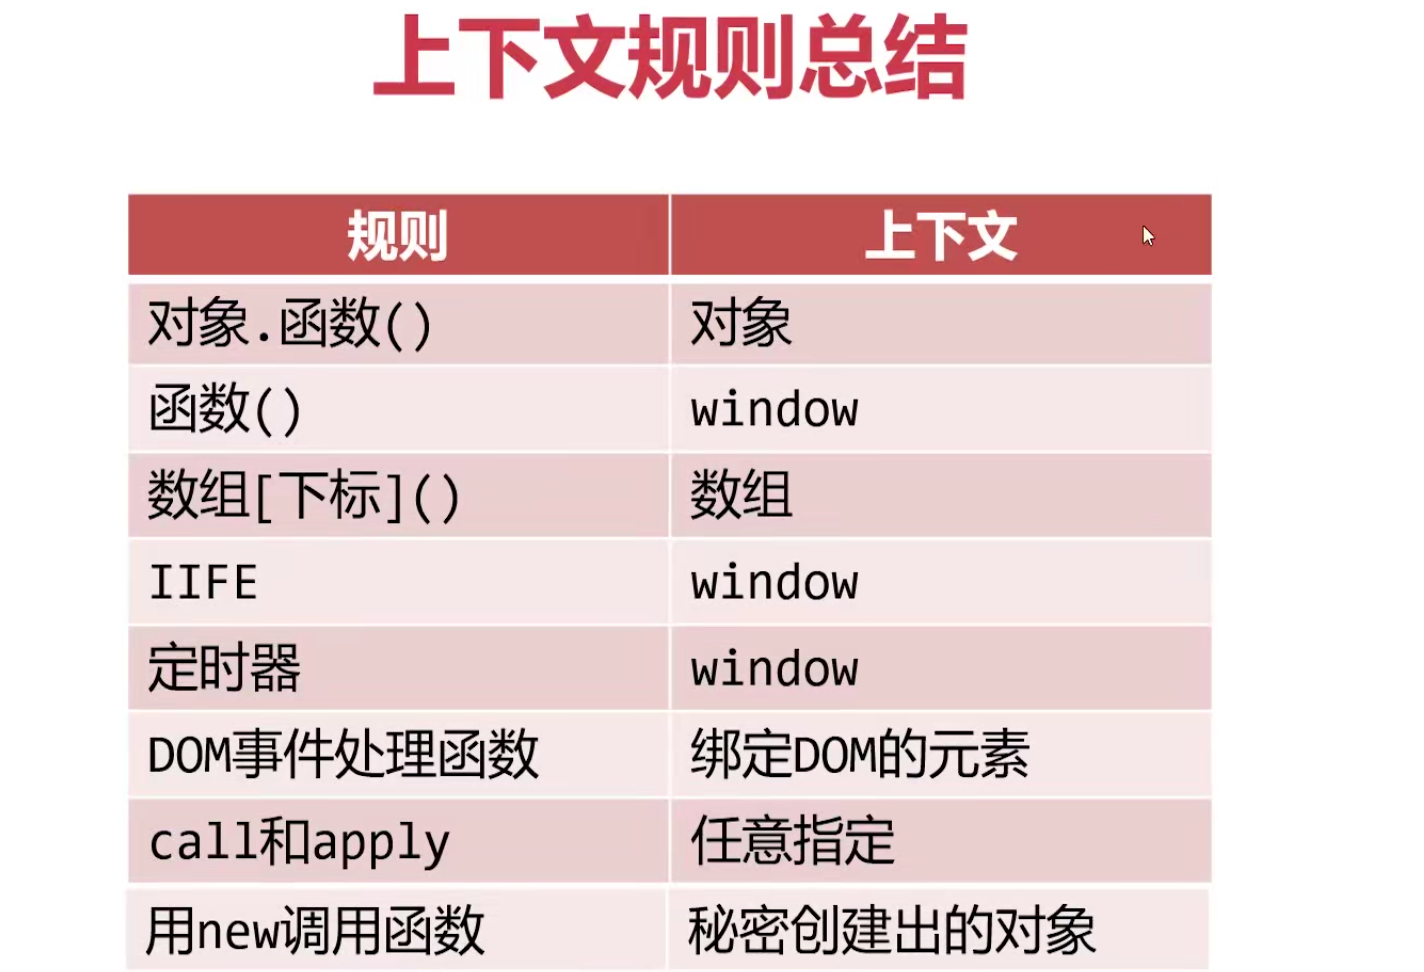 上下文规则总结
规则 上下文
对象.函数() 对象
函数() window
数组[下标]() 数组
IIFE window
定时器 window
DOM事件处理函数 绑定DOM的元素
call和apply 任意指定
用new调用函数 秘密创建出的对象